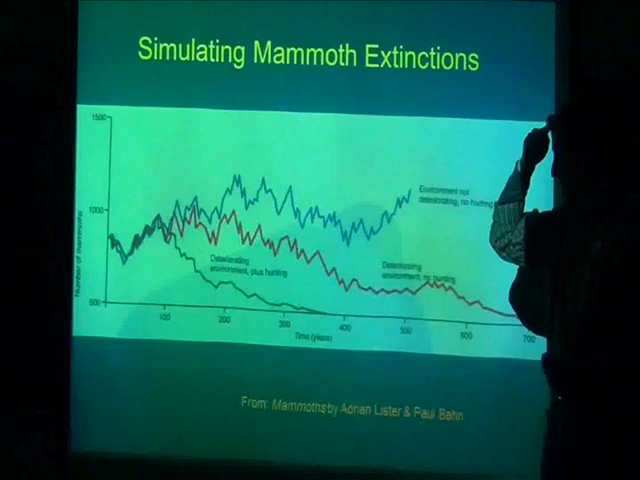 Simulating Mammoth Extinctions
1500
1000
500
Number of mammoths
Environment not
deteriorating, no hunting
Deteriorating
environment, plus hunting
Deteriorating
environment, no hunting
100
200
300
400
500
600
700
Time (years)
From: Mammoths by Adrian Lister & Paul Bahn